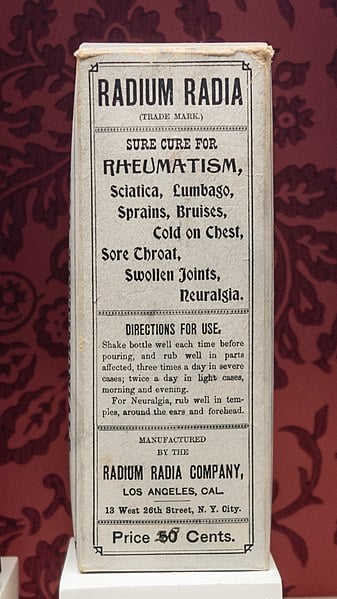 RADIUM RADIA
(TRADE MARK.)
SURE CURE FOR
RHEUMATISM,
Sciatica, Lumbago,
Sprains, Bruises,
Cold on Chest,
Sore Throat,
Swollen Joints,
Neuralgia.
DIRECTIONS FOR USE.
Shake bottle well each time before
pouring, and rub well in parts
affected, three times a day in severe
cases; twice a day in light cases,
morning and evening.
For Neuralgia, rub well in tem-
ples, around the ears and forehead.
MANUFACTURED
BY THE
RADIUM RADIA COMPANY,
LOS ANGELES, CAL.
13 West 26th Street, N. Y. City.
Price 50 Cents.